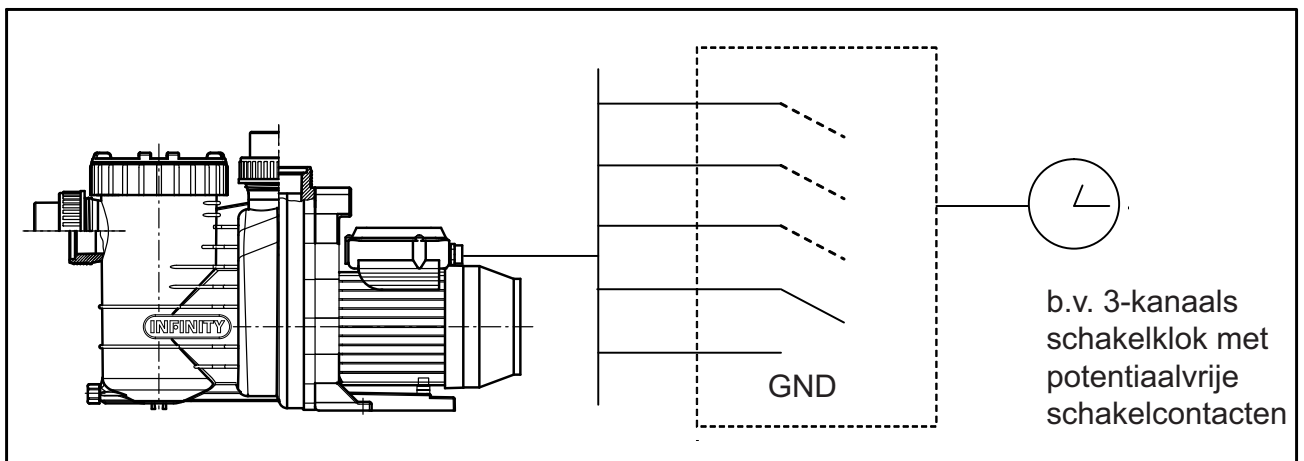 INFINITY
GND
b.v. 3-kanaals
schakelklok met
potentiaalvrije
schakelcontacten